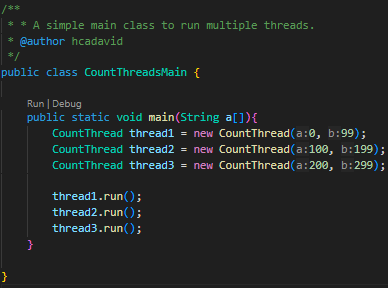 /**
 * * A simple main class to run multiple threads.
 * @author hcadavid
 */
public class CountThreadsMain {
Run | Debug
public static void main(String a[]){
CountThread thread1 = new CountThread(a:0, b:99);
CountThread thread2 = new CountThread(a:100, b:199);
CountThread thread3 = new CountThread(a:200, b:299);
thread1.run();
thread2.run();
thread3.run();
}
}